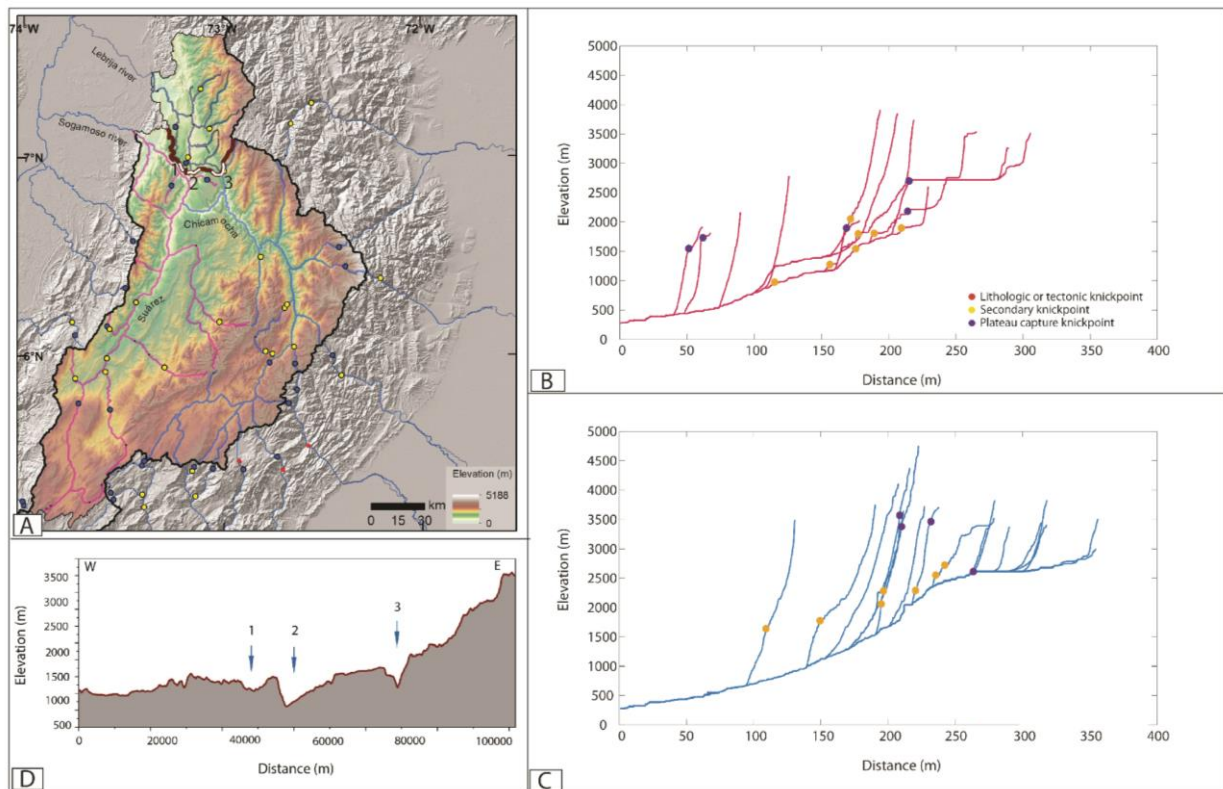 74°W
73°W
72°W
Lebrija river
Sogamoso river
7°N
1
2
3
Chicamocha
Suárez
6°N
Elevation (m)
5188
0
km
0 15 30
A
5000
4500
4000
3500
3000
2500
2000
1500
1000
500
0
Elevation (m)
Lithologic or tectonic knickpoint
Secondary knickpoint
Plateau capture knickpoint
0 50 100 150 200 250 300 350 400
Distance (m)
B
W
E
3500
3000
2500
2000
1500
1000
500
Elevation (m)
1
2
3
0 20000 40000 60000 80000 100000
Distance (m)
D
5000
4500
4000
3500
3000
2500
2000
1500
1000
500
0
Elevation (m)
0 50 100 150 200 250 300 350 400
Distance (m)
C